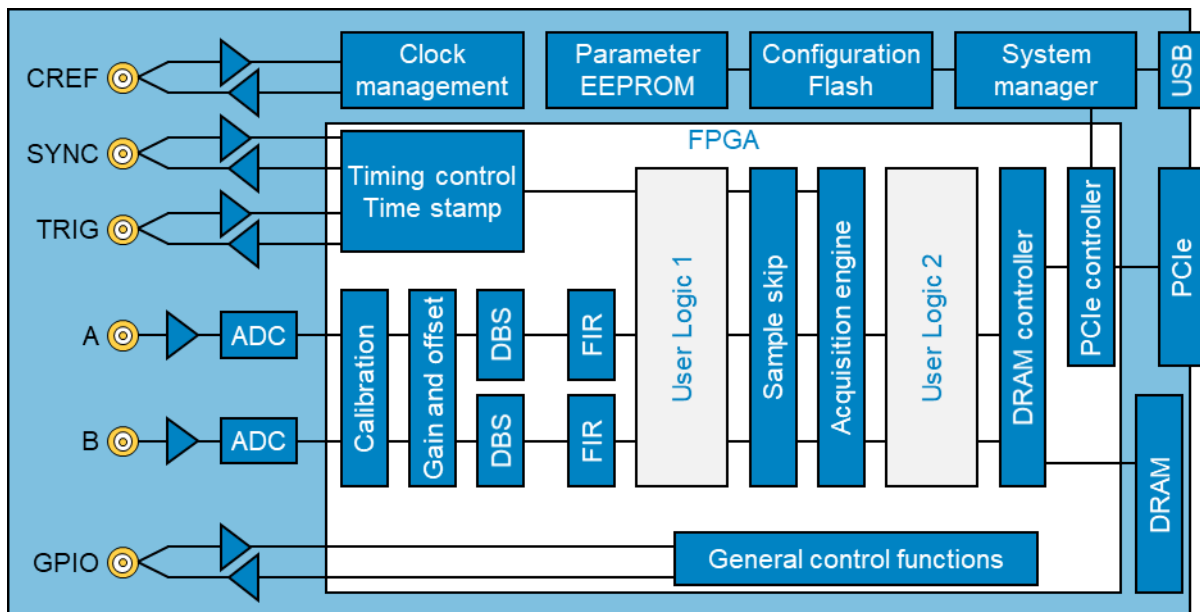 CREF
Clock
management
Parameter
EEPROM
Configuration
Flash
System
manager
USB
SYNC
TRIG
Timing control
Time stamp
FPGA
A
ADC
B
ADC
Calibration
Gain and offset
DBS
DBS
FIR
FIR
User Logic 1
Sample skip
Acquisition engine
User Logic 2
DRAM controller
PCIe controller
PCIe
DRAM
GPIO
General control functions